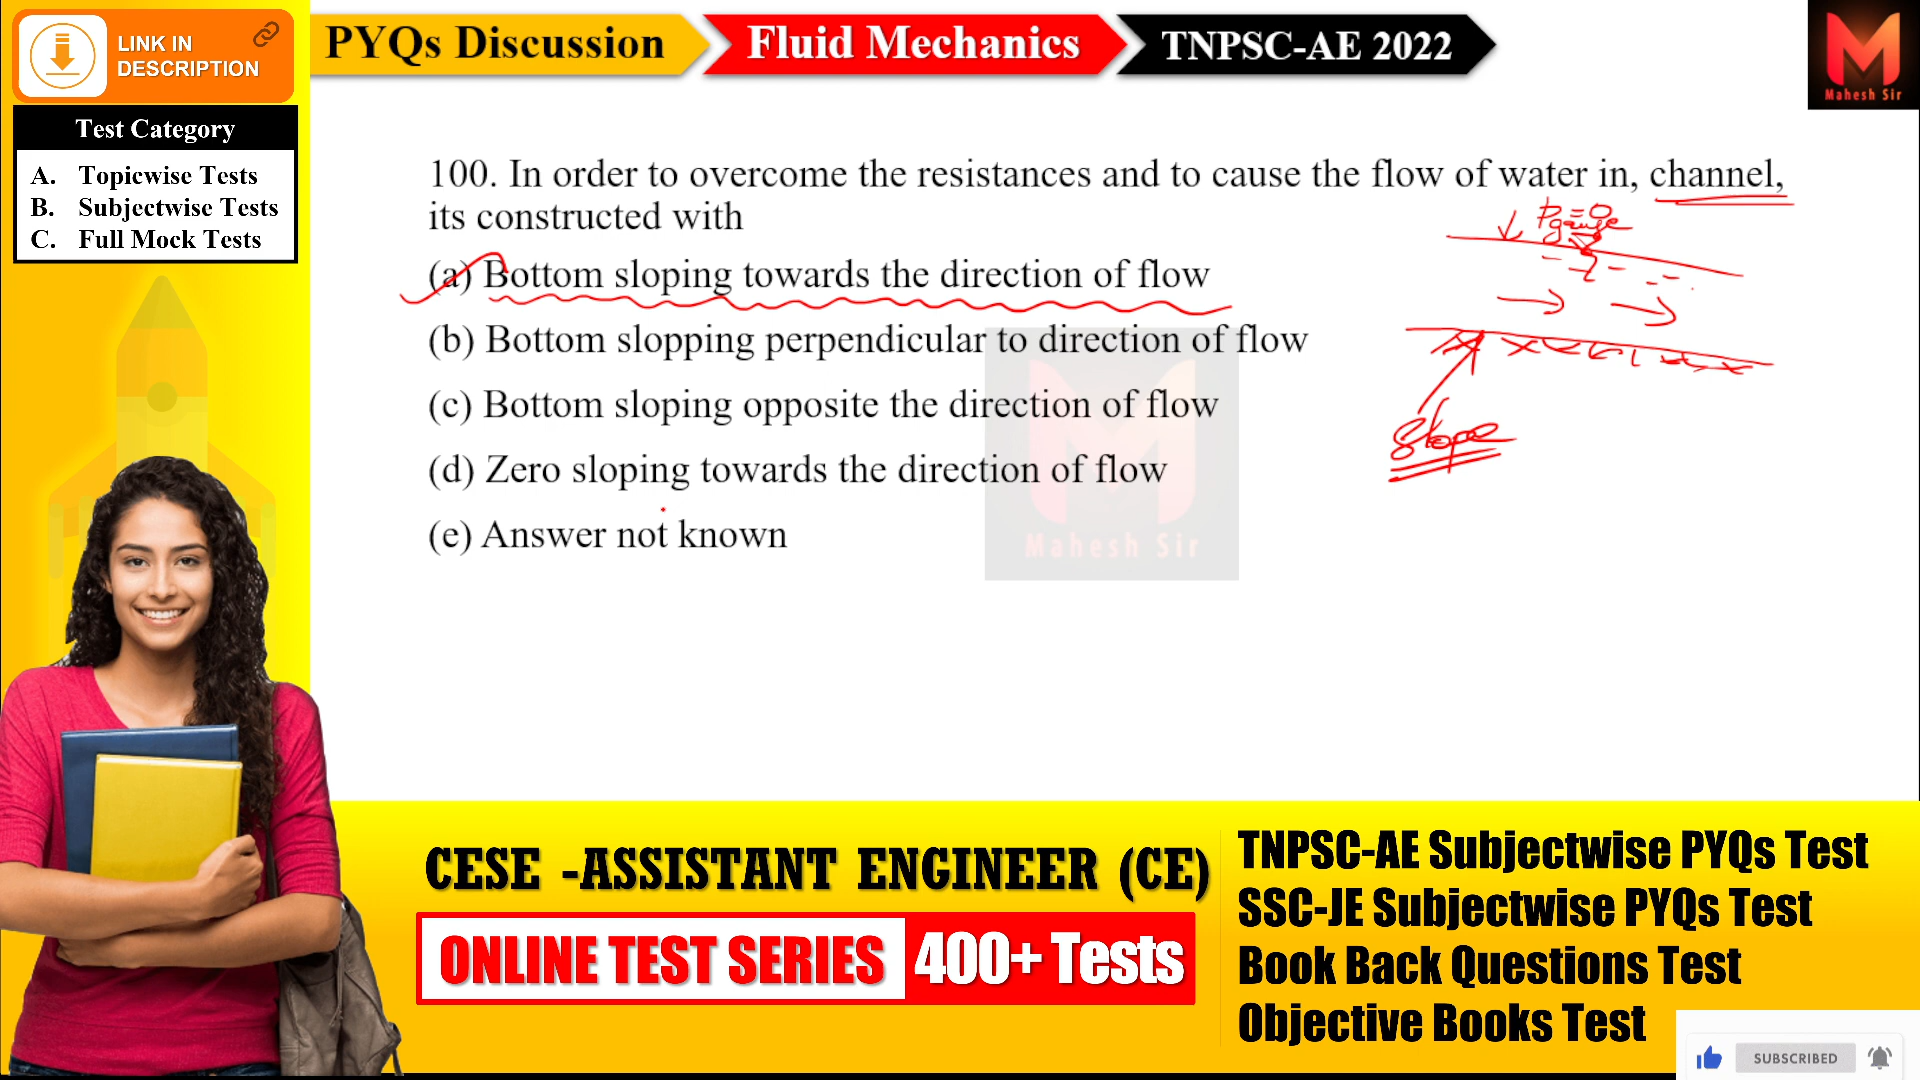 LINK IN
DESCRIPTION
PYQs Discussion
Fluid Mechanics
TNPSC-AE 2022
Mahesh Sir
Test Category
A. Topicwise Tests
B. Subjectwise Tests
C. Full Mock Tests
100. In order to overcome the resistances and to cause the flow of water in, channel,
its constructed with
(a) Bottom sloping towards the direction of flow
(b) Bottom slopping perpendicular to direction of flow
(c) Bottom sloping opposite the direction of flow
(d) Zero sloping towards the direction of flow
(e) Answer not known
Pgauge = 0
Slope
Mahesh Sir
CESE -ASSISTANT ENGINEER (CE)
ONLINE TEST SERIES 400+ Tests
TNPSC-AE Subjectwise PYQs Test
SSC-JE Subjectwise PYQs Test
Book Back Questions Test
Objective Books Test
SUBSCRIBED